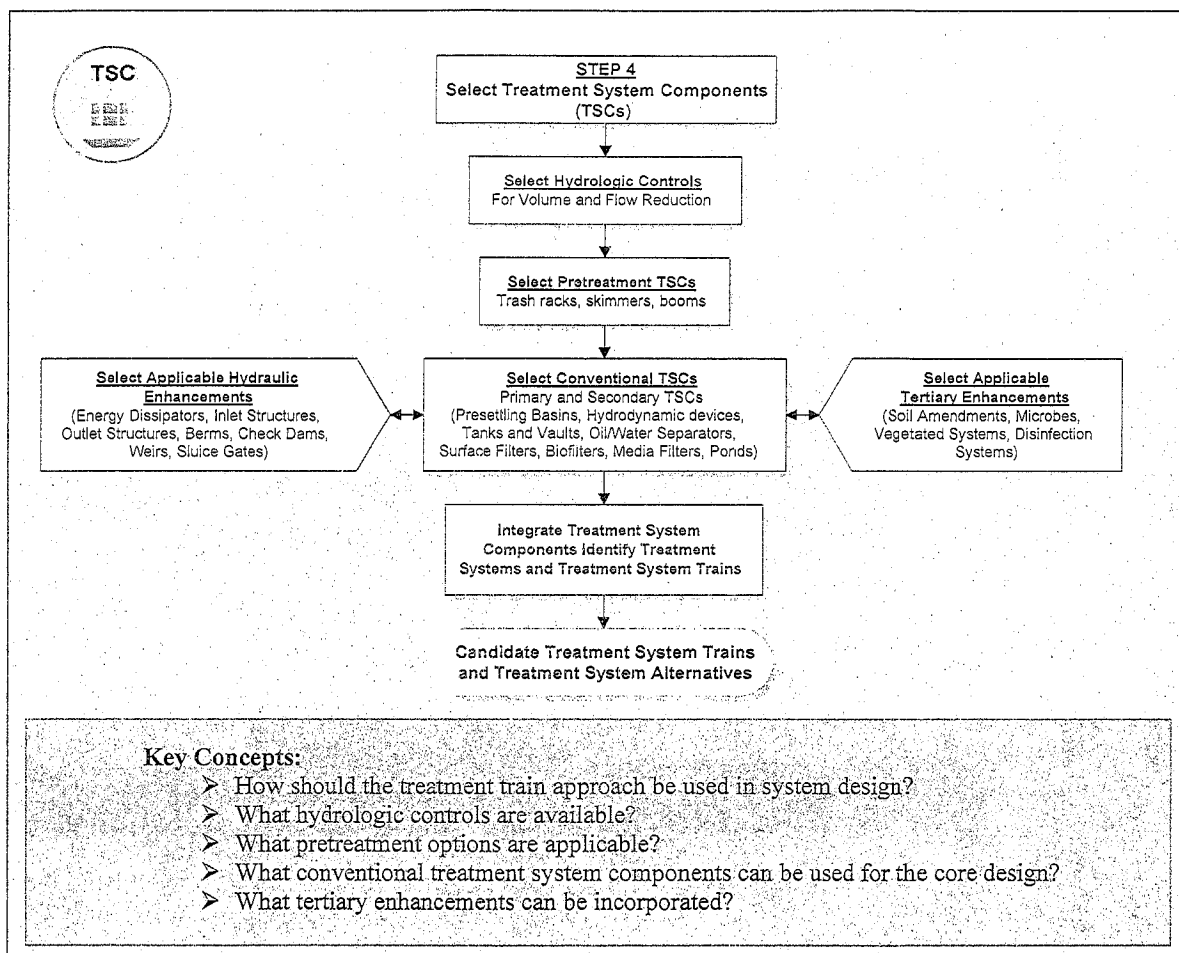 TSC
STEP 4
Select Treatment System Components
(TSCs)
Select Hydrologic Controls
For Volume and Flow Reduction
Select Pretreatment TSCs
Trash racks, skimmers, booms
Select Applicable Hydraulic
Enhancements
(Energy Dissipators, Inlet Structures,
Outlet Structures, Berms, Check Dams,
Weirs, Sluice Gates)
Select Conventional TSCs
Primary and Secondary TSCs
(Presettling Basins, Hydrodynamic devices,
Tanks and Vaults, Oil/Water Separators,
Surface Filters, Biofilters, Media Filters, Ponds)
Select Applicable
Tertiary Enhancements
(Soil Amendments, Microbes,
Vegetated Systems, Disinfection
Systems)
Integrate Treatment System
Components Identify Treatment
Systems and Treatment System Trains
Candidate Treatment System Trains
and Treatment System Alternatives
Key Concepts:
➢ How should the treatment train approach be used in system design?
➢ What hydrologic controls are available?
➢ What pretreatment options are applicable?
➢ What conventional treatment system components can be used for the core design?
➢ What tertiary enhancements can be incorporated?